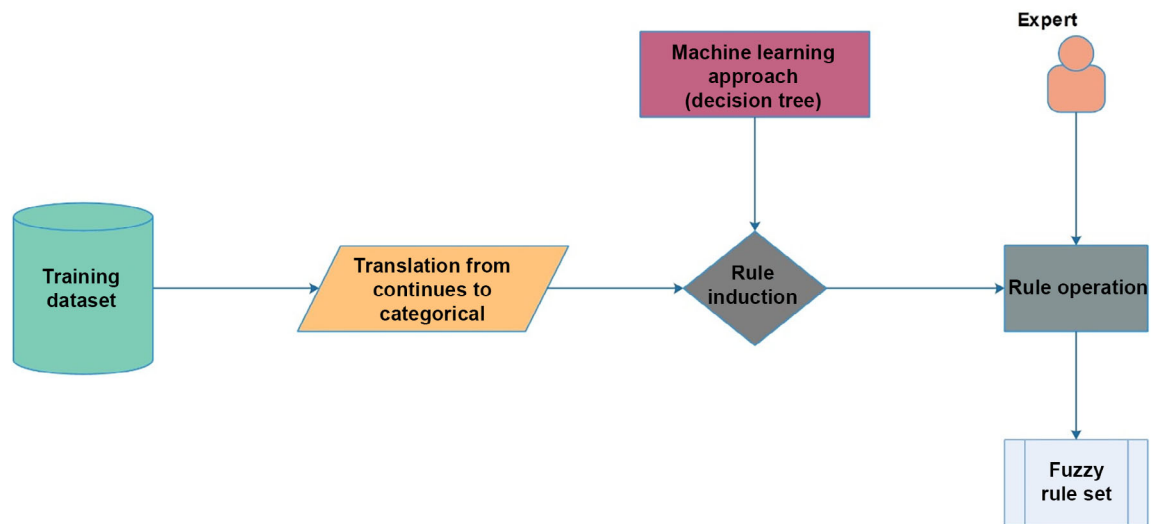 Expert
Machine learning
approach
(decision tree)
Training
dataset
Translation from
continues to
categorical
Rule
induction
Rule operation
Fuzzy
rule set